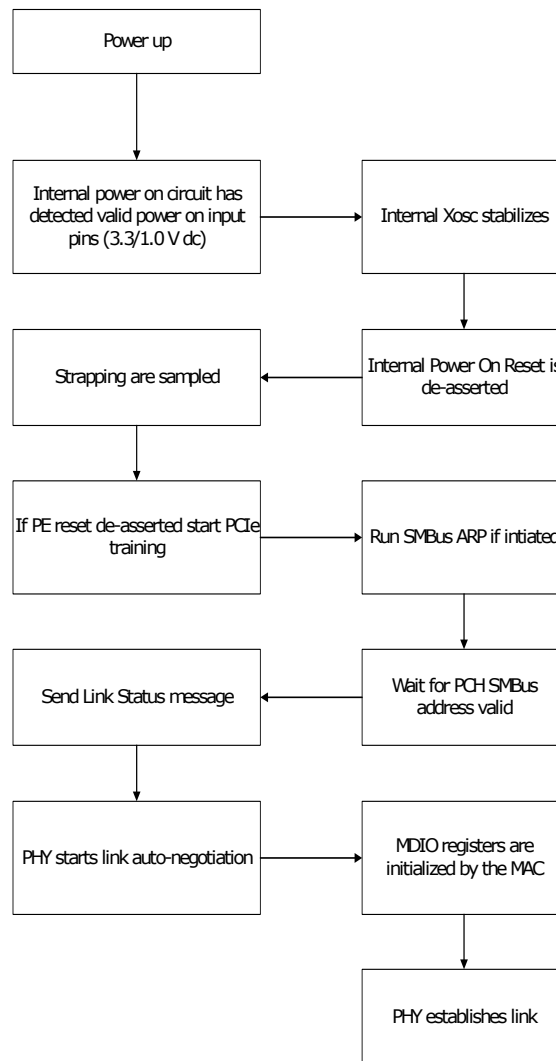 Power up
Internal power on circuit has
detected valid power on input
pins (3.3/1.0 V dc)
Internal Xosc stabilizes
Internal Power On Reset is
de-asserted
Strapping are sampled
If PE reset de-asserted start PCIe
training
Run SMBus ARP if intiated
Wait for PCH SMBus
address valid
Send Link Status message
PHY starts link auto-negotiation
MDIO registers are
initialized by the MAC
PHY establishes link